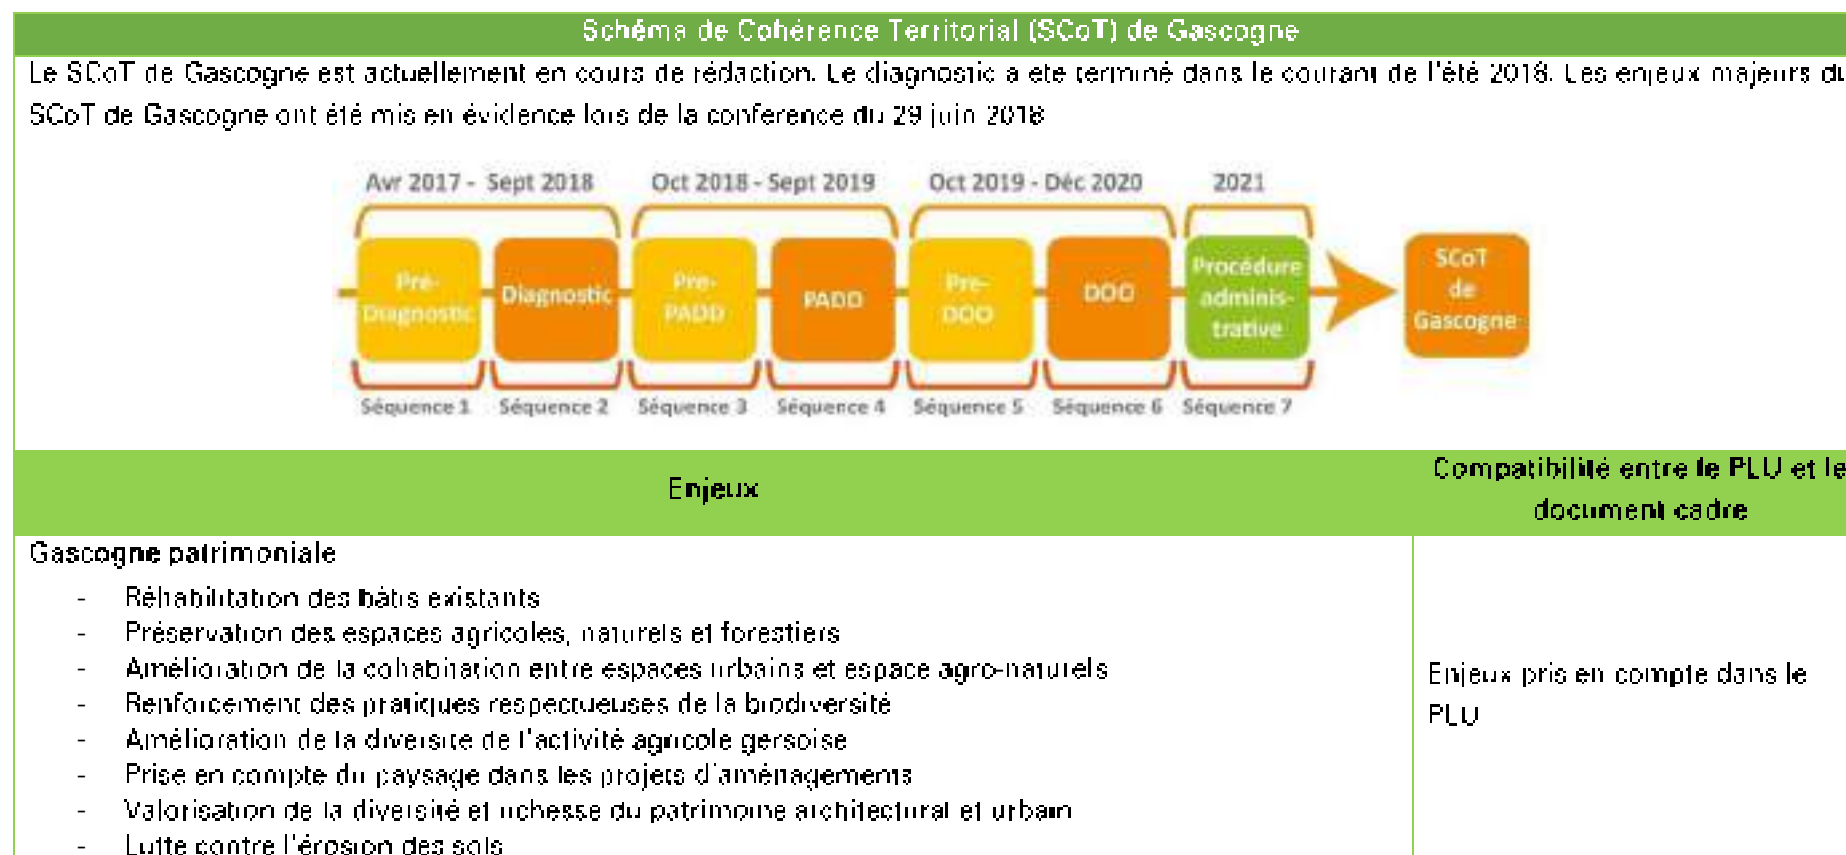 Schéma de Cohérence Territorial (SCoT) de Gascogne
Le SCoT de Gascogne est actuellement en cours de rédaction. Le diagnostic a ete terminé dans le courant de l'été 2018. Les enjeux majeurs du
SCoT de Gascogne ont été mis en évidence lors de la conference du 29 juin 2018
Avr 2017 - Sept 2018 Oct 2018 - Sept 2019 Oct 2019 - Déc 2020 2021
Pré-
Diagnostic
Diagnostic
Pre-
PADD
PADD
Pre-
DOO
DOO
Procédure
adminis-
trative
SCoT
de
Gascogne
Séquence 1 Séquence 2 Séquence 3 Séquence 4 Séquence 5 Séquence 6 Séquence 7
Enjeux
Compatibilité entre le PLU et le
document cadre
Gascogne patrimoniale
- Réhabilitation des bâtis existants
- Préservation des espaces agricoles, naturels et forestiers
- Amélioration de la cohabitation entre espaces urbains et espace agro-naturels
- Renforcement des pratiques respectueuses de la biodiversité
- Amélioration de la diversite de l'activité agricole gersoise
- Prise en compte du paysage dans les projets d'aménagements
- Valorisation de la diversité et richesse du patrimoine architectural et urbain
- Lutte contre l'érosion des sols
Enjeux pris en compte dans le
PLU